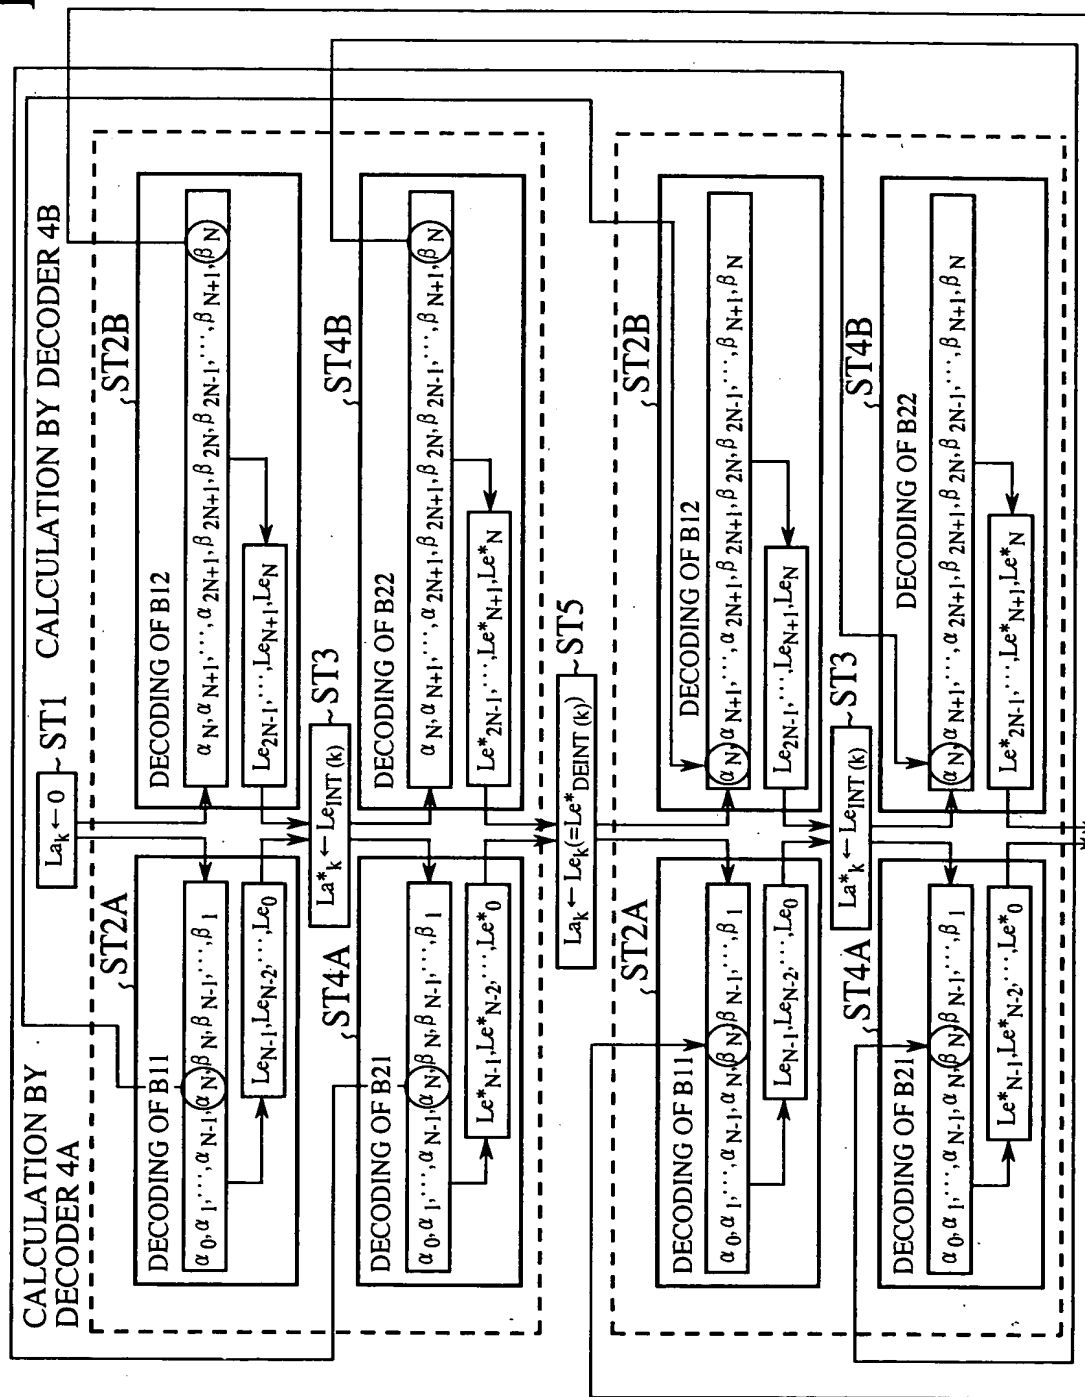 CALCULATION BY
DECODER 4A
CALCULATION BY DECODER 4B
La_k ← 0 ~ST1
ST2A
DECODING OF B11
α_0, α_1, ···, α_N-1, α_N, β_N, β_N-1, ···, β_1
Le_N-1, Le_N-2, ···, Le_0
ST2B
DECODING OF B12
α_N, α_N+1, ···, α_2N+1, β_2N+1, β_2N, β_2N-1, ···, β_N+1, β_N
Le_2N-1, ···, Le_N+1, Le_N
La*_k ← Le_INT (k) ~ST3
ST4A
DECODING OF B21
α_0, α_1, ···, α_N-1, α_N, β_N, β_N-1, ···, β_1
Le*_N-1, Le*_N-2, ···, Le*_0
ST4B
DECODING OF B22
α_N, α_N+1, ···, α_2N+1, β_2N+1, β_2N, β_2N-1, ···, β_N+1, β_N
Le*_2N-1, ···, Le*_N+1, Le*_N
La_k ← Le_k (=Le*_DEINT (k)) ~ST5
ST2A
DECODING OF B11
α_0, α_1, ···, α_N-1, α_N, β_N, β_N-1, ···, β_1
Le_N-1, Le_N-2, ···, Le_0
ST2B
DECODING OF B12
α_N, α_N+1, ···, α_2N+1, β_2N+1, β_2N, β_2N-1, ···, β_N+1, β_N
Le_2N-1, ···, Le_N+1, Le_N
La*_k ← Le_INT (k) ~ST3
ST4A
DECODING OF B21
α_0, α_1, ···, α_N-1, α_N, β_N, β_N-1, ···, β_1
Le*_N-1, Le*_N-2, ···, Le*_0
ST4B
DECODING OF B22
α_N, α_N+1, ···, α_2N+1, β_2N+1, β_2N, β_2N-1, ···, β_N+1, β_N
Le*_2N-1, ···, Le*_N+1, Le*_N